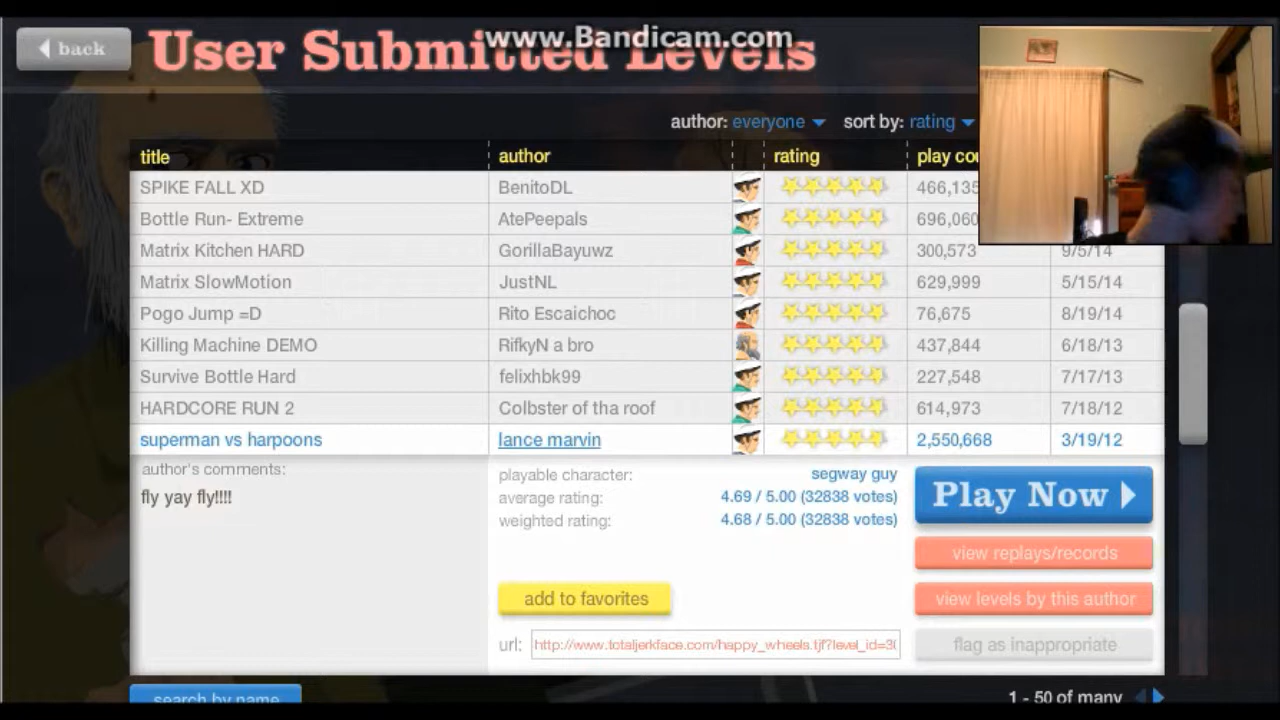 back
User Submitted Levels
www.Bandicam.com
author: everyone sort by: rating
title author rating play cou
SPIKE FALL XD BenitoDL 466,135
Bottle Run- Extreme AtePeepals 696,060
Matrix Kitchen HARD GorillaBayuwz 300,573 9/5/14
Matrix SlowMotion JustNL 629,999 5/15/14
Pogo Jump =D Rito Escaichoc 76,675 8/19/14
Killing Machine DEMO RifkyN a bro 437,844 6/18/13
Survive Bottle Hard felixhbk99 227,548 7/17/13
HARDCORE RUN 2 Colbster of tha roof 614,973 7/18/12
superman vs harpoons lance marvin 2,550,668 3/19/12
author's comments:
fly yay fly!!!!
playable character: segway guy
average rating: 4.69 / 5.00 (32838 votes)
weighted rating: 4.68 / 5.00 (32838 votes)
add to favorites
url: http://www.totaljerkface.com/happy_wheels.tjf?level_id=3
Play Now
view replays/records
view levels by this author
flag as inappropriate
search by name
1 - 50 of many